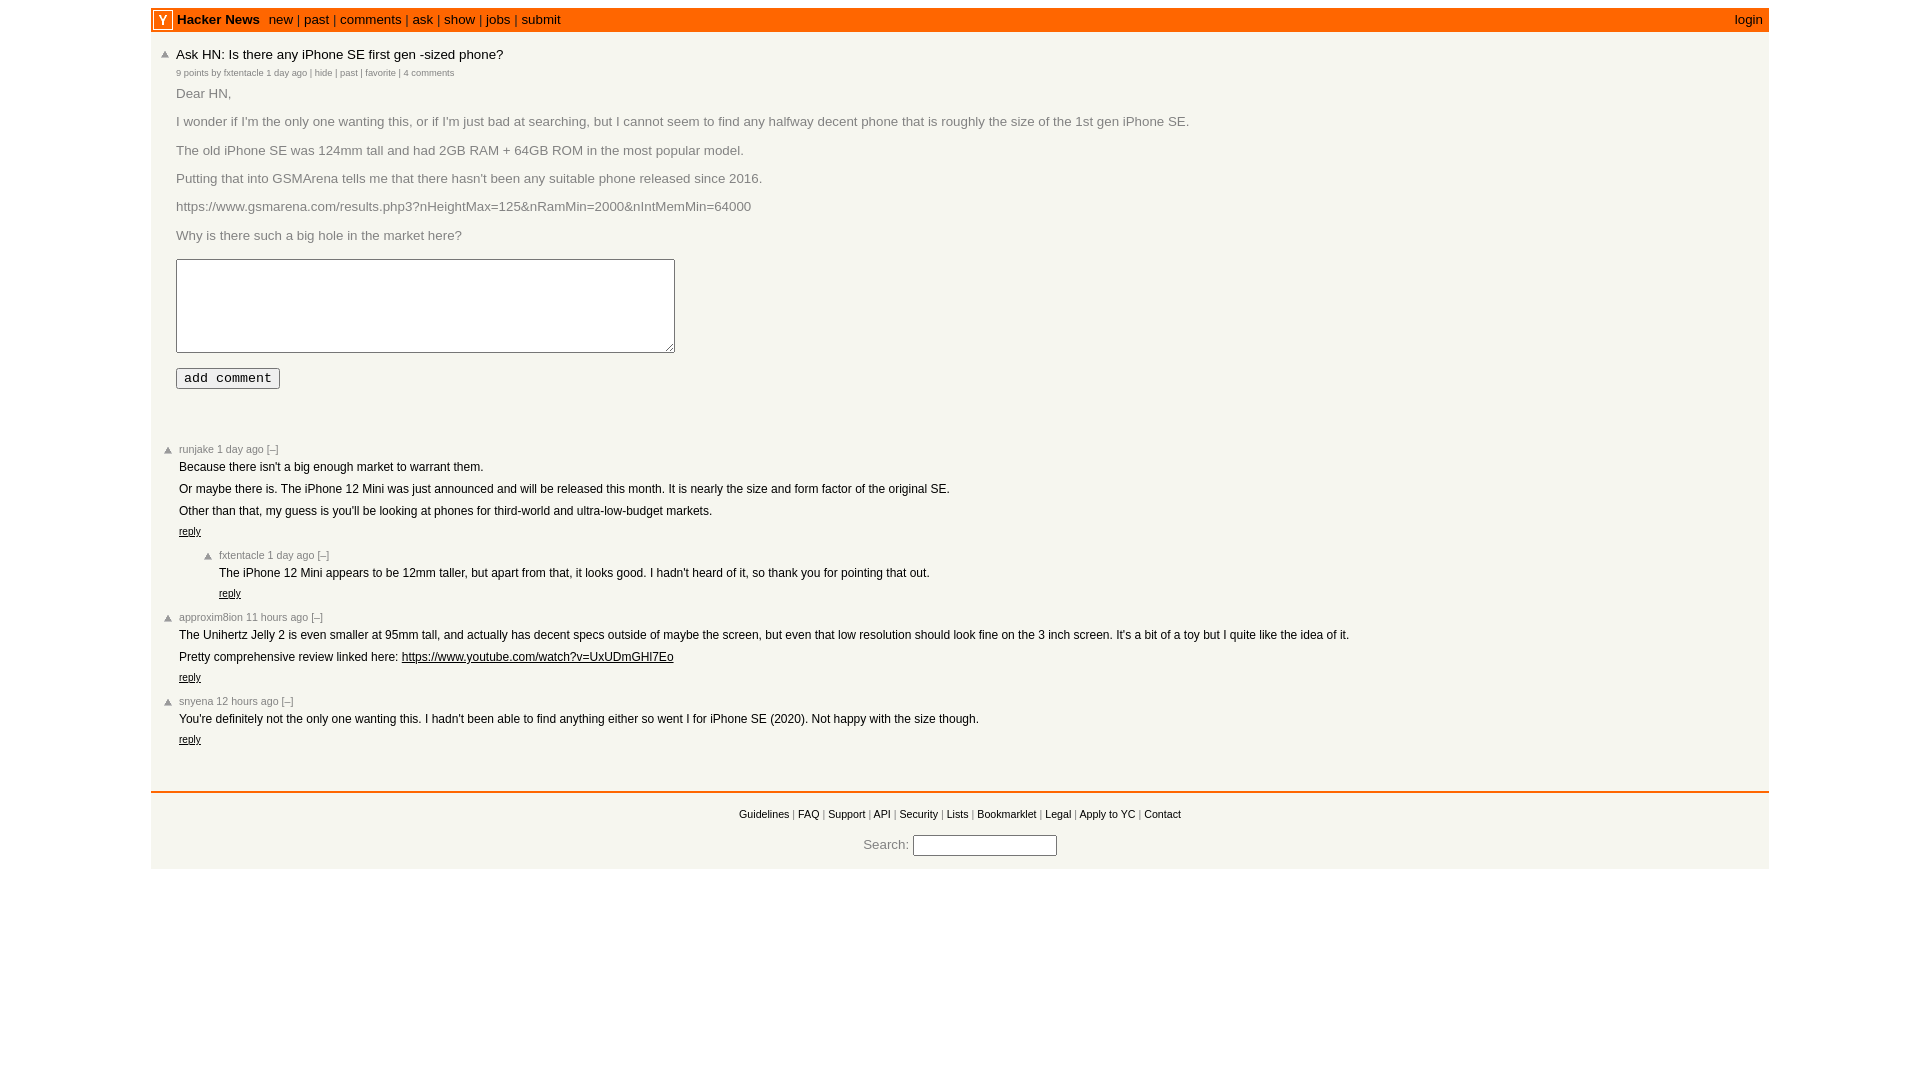 Y Hacker News new | past | comments | ask | show | jobs | submit login
Ask HN: Is there any iPhone SE first gen -sized phone?
9 points by fxtentacle 1 day ago | hide | past | favorite | 4 comments
Dear HN,
I wonder if I'm the only one wanting this, or if I'm just bad at searching, but I cannot seem to find any halfway decent phone that is roughly the size of the 1st gen iPhone SE.
The old iPhone SE was 124mm tall and had 2GB RAM + 64GB ROM in the most popular model.
Putting that into GSMArena tells me that there hasn't been any suitable phone released since 2016.
https://www.gsmarena.com/results.php3?nHeightMax=125&nRamMin=2000&nIntMemMin=64000
Why is there such a big hole in the market here?
add comment
runjake 1 day ago [–]
Because there isn't a big enough market to warrant them.
Or maybe there is. The iPhone 12 Mini was just announced and will be released this month. It is nearly the size and form factor of the original SE.
Other than that, my guess is you'll be looking at phones for third-world and ultra-low-budget markets.
reply
fxtentacle 1 day ago [–]
The iPhone 12 Mini appears to be 12mm taller, but apart from that, it looks good. I hadn't heard of it, so thank you for pointing that out.
reply
approxim8ion 11 hours ago [–]
The Unihertz Jelly 2 is even smaller at 95mm tall, and actually has decent specs outside of maybe the screen, but even that low resolution should look fine on the 3 inch screen. It's a bit of a toy but I quite like the idea of it.
Pretty comprehensive review linked here: https://www.youtube.com/watch?v=UxUDmGHl7Eo
reply
snyena 12 hours ago [–]
You're definitely not the only one wanting this. I hadn't been able to find anything either so went I for iPhone SE (2020). Not happy with the size though.
reply
Guidelines | FAQ | Support | API | Security | Lists | Bookmarklet | Legal | Apply to YC | Contact
Search: